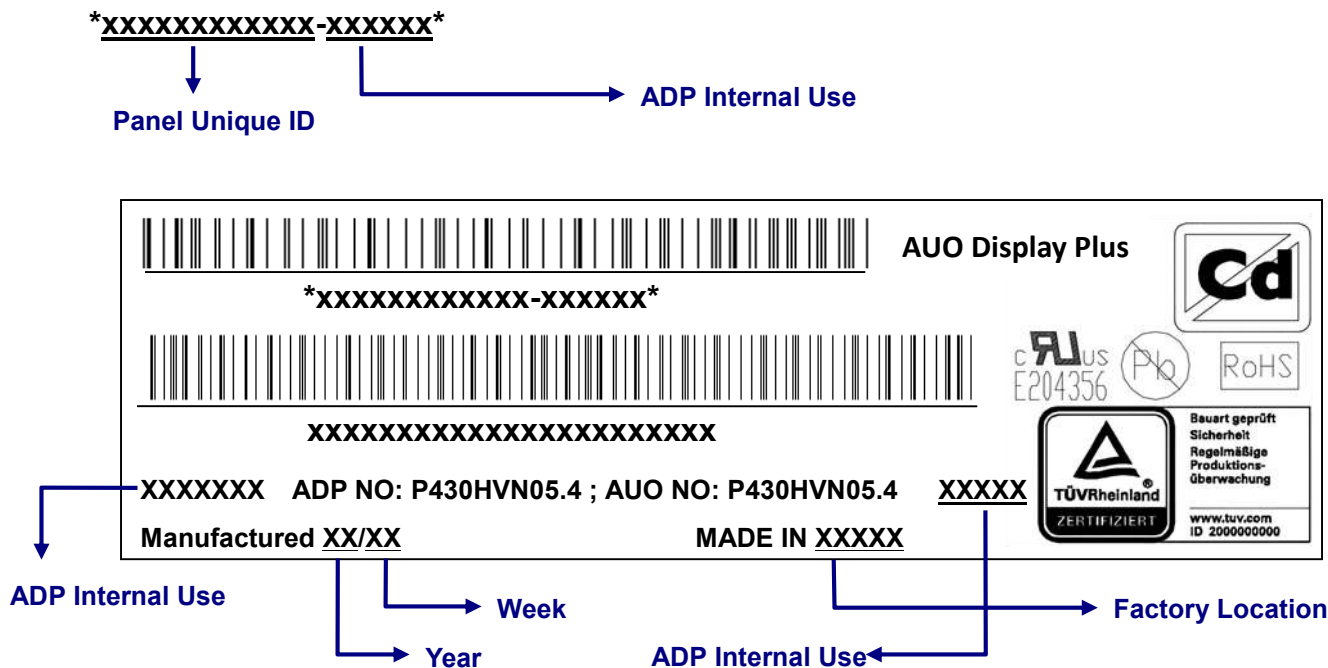 *xxxxxxxxxxxx-xxxxxx*
ADP Internal Use
Panel Unique ID
AUO Display Plus
Cd
*xxxxxxxxxxxx-xxxxxx*
c RU US
E204356
Pb
RoHS
xxxxxxxxxxxxxxxxxxxxxxx
Bauart geprüft
Sicherheit
Regelmäßige
Produktions-
überwachung
www.tuv.com
ID 2000000000
TÜVRheinland®
ZERTIFIZIERT
XXXXXXX ADP NO: P430HVN05.4 ; AUO NO: P430HVN05.4 XXXXX
Manufactured XX/XX MADE IN XXXXX
ADP Internal Use
Week
Factory Location
Year
ADP Internal Use